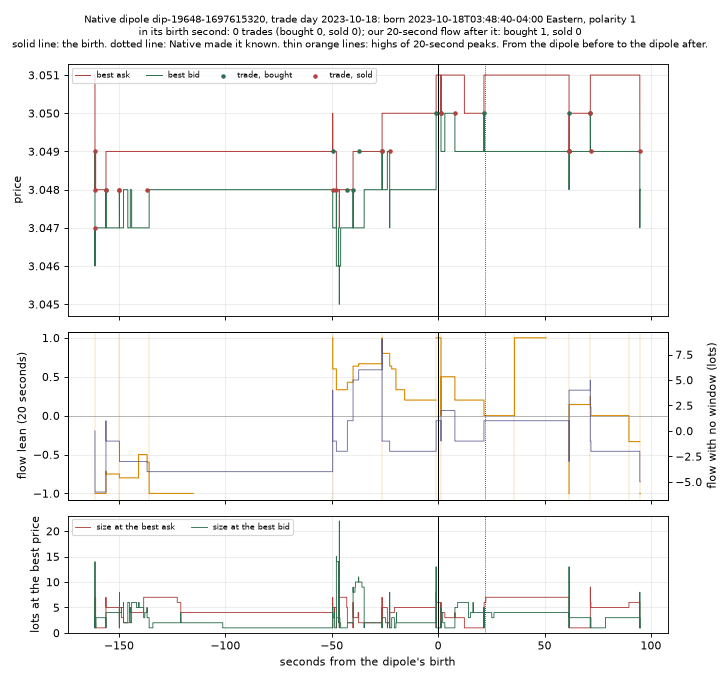 Native dipole dip-19648-1697615320, trade day 2023-10-18: born 2023-10-18T03:48:40-04:00 Eastern, polarity 1
in its birth second: 0 trades (bought 0, sold 0); our 20-second flow after it: bought 1, sold 0
solid line: the birth. dotted line: Native made it known. thin orange lines: highs of 20-second peaks. From the dipole before to the dipole after.
best ask best bid trade, bought trade, sold
3.051
3.050
3.049
3.048
3.047
3.046
3.045
price
1.0
0.5
0.0
−0.5
−1.0
flow lean (20 seconds)
7.5
5.0
2.5
0.0
−2.5
−5.0
flow with no window (lots)
size at the best ask size at the best bid
20
15
10
5
0
lots at the best price
−150 −100 −50 0 50 100
seconds from the dipole's birth